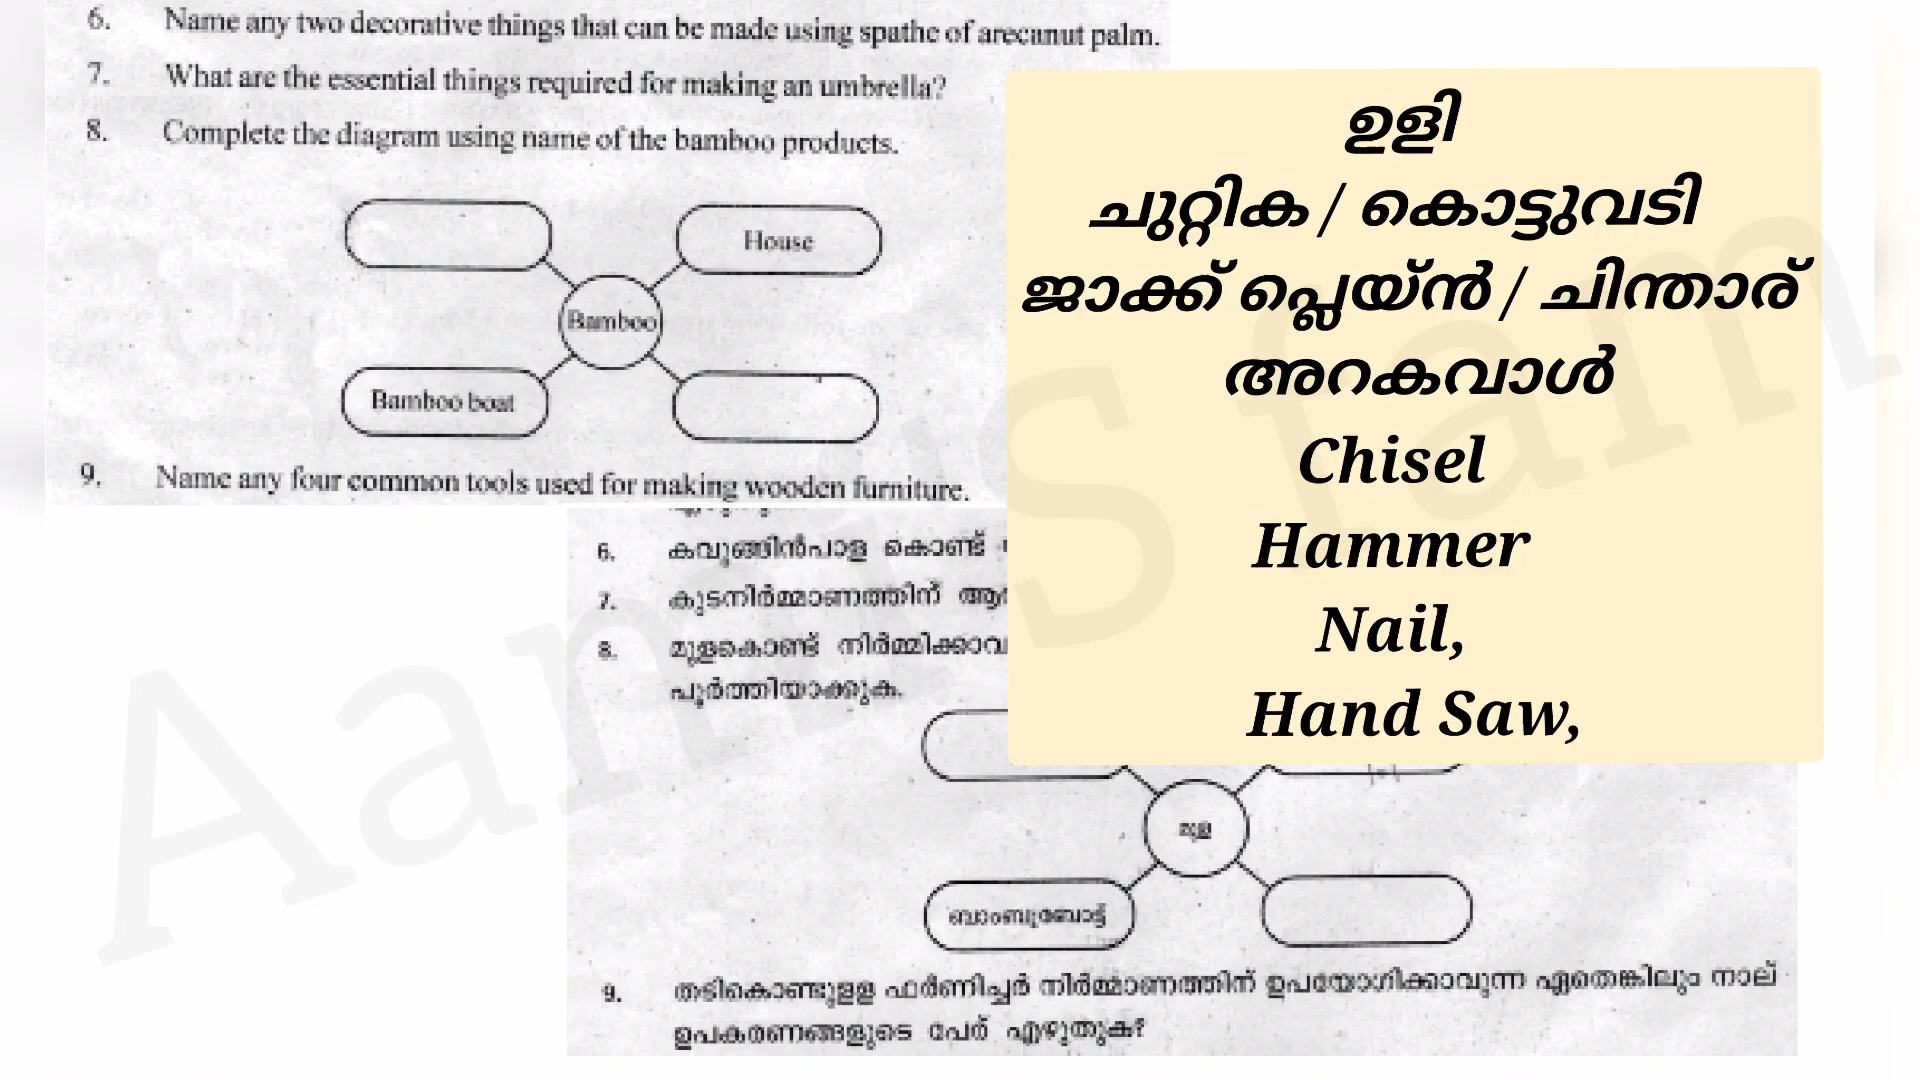 6. Name any two decorative things that can be made using spathe of arecanut palm.
7. What are the essential things required for making an umbrella?
8. Complete the diagram using name of the bamboo products.
House
Bamboo
Bamboo boat
9. Name any four common tools used for making wooden furniture.
ഉളി
ചുറ്റിക / കൊട്ടുവടി
ജാക്ക് പ്ലെയ്ൻ / ചിന്താര്
അറകവാൾ
Chisel
Hammer
Nail,
Hand Saw,
6. കവുങ്ങിൻപാള കൊണ്ട്
7. കുടനിർമ്മാണത്തിന്
8. മുളകൊണ്ട്
പൂർത്തിയാക്കുക.
മുള
ബാംബൂബോട്ട്
9. തടികൊണ്ടുളള ഫർണിച്ചർ നിർമ്മാണത്തിന് ഉപയോഗിക്കാവുന്ന ഏതെങ്കിലും നാല്
ഉപകരണങ്ങളുടെ പേര് എഴുതുക?
Aami'S fam